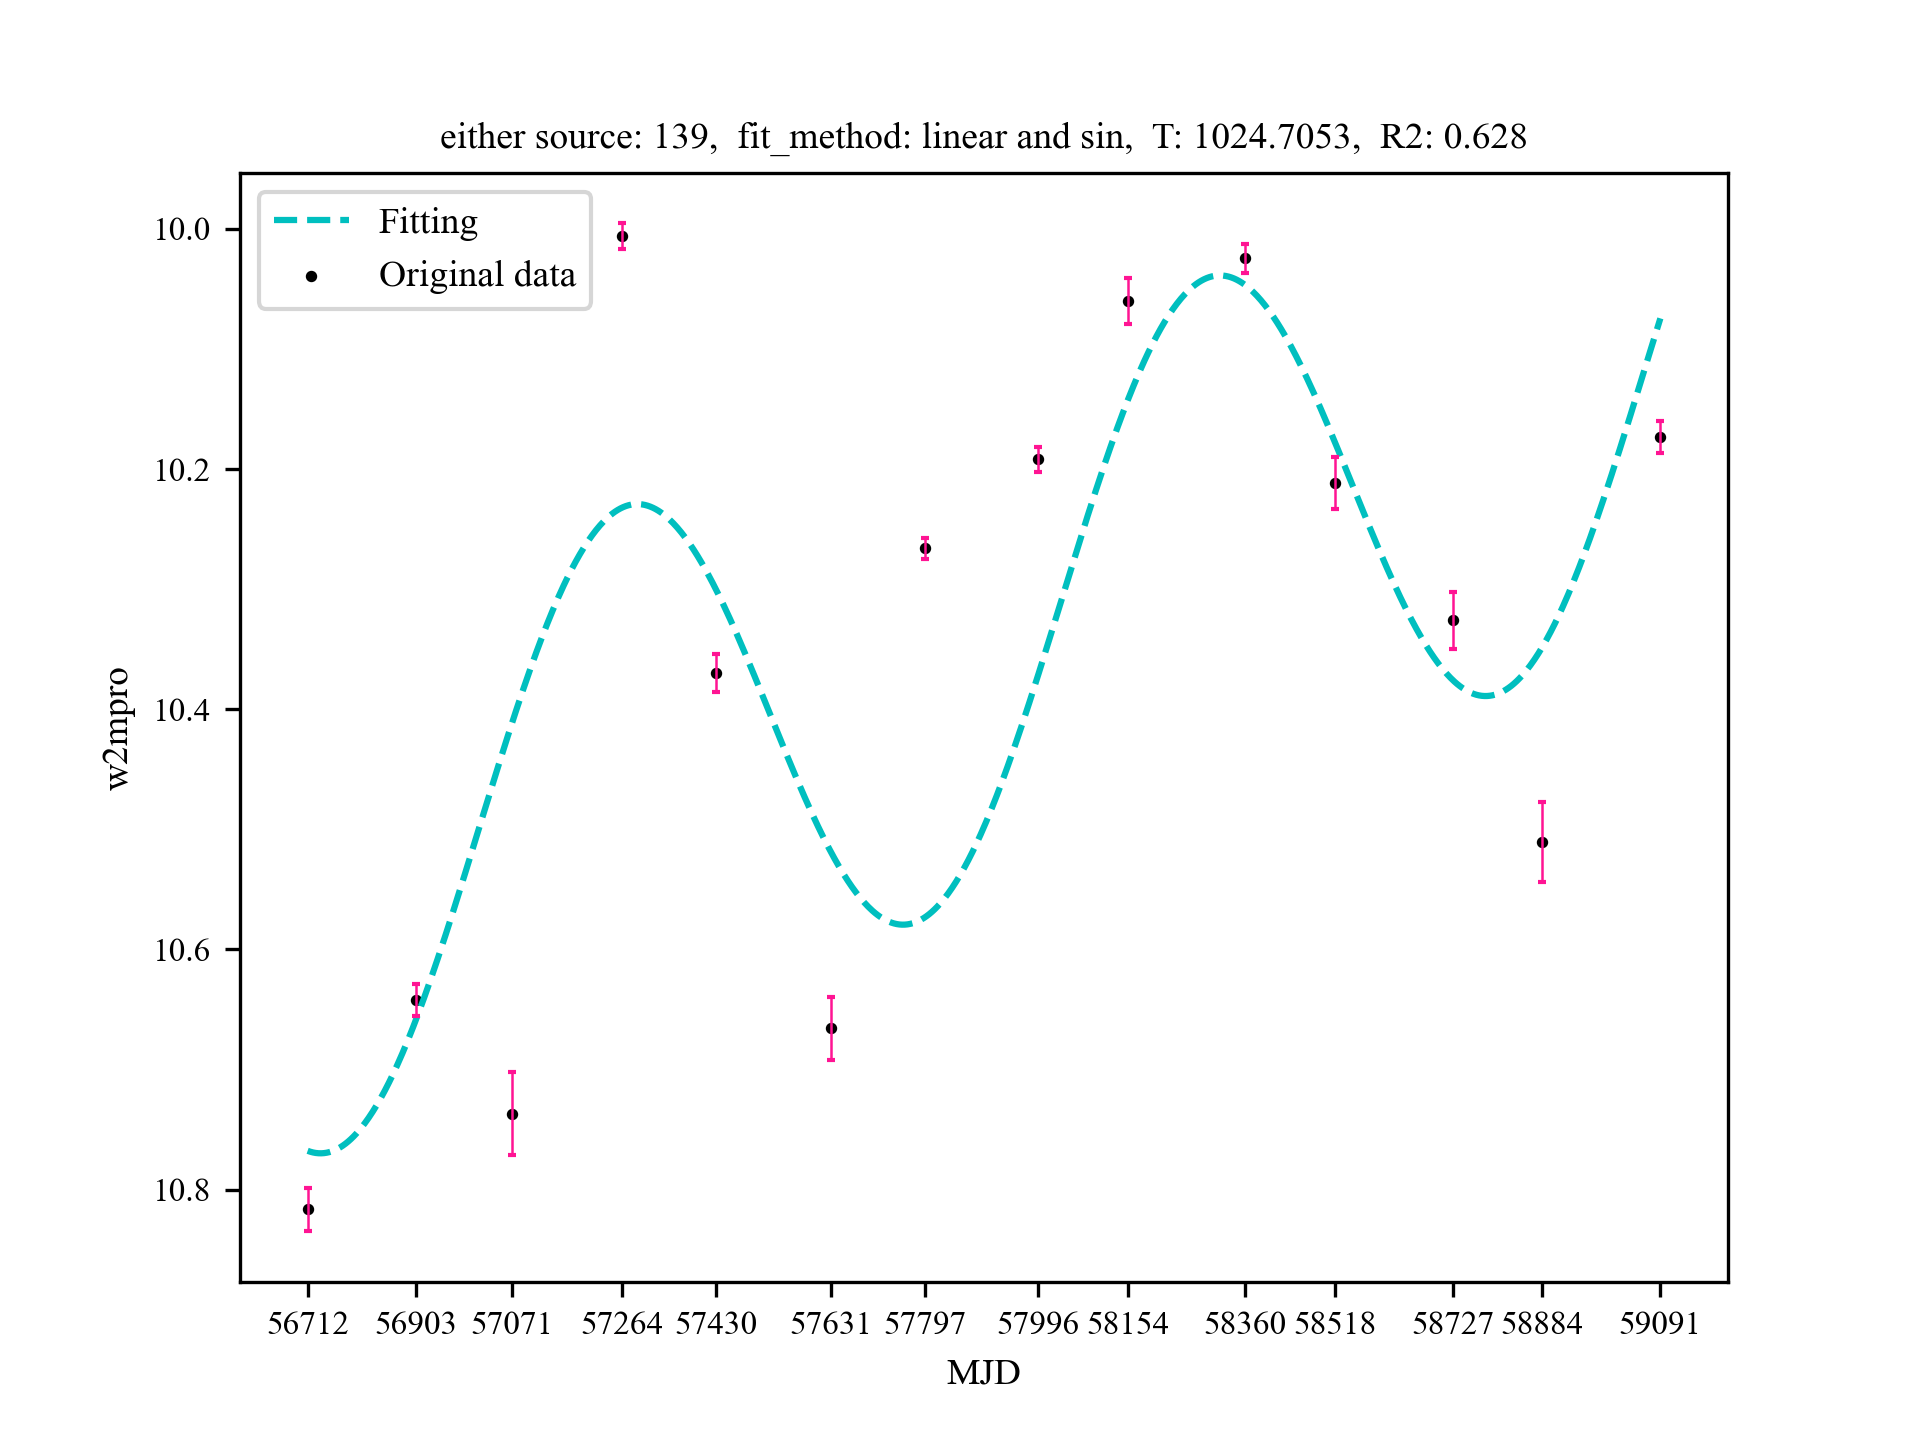 either source: 139,  fit_method: linear and sin,  T: 1024.7053,  R2: 0.628
Fitting
Original data
10.0
10.2
10.4
10.6
10.8
w2mpro
56712 56903 57071 57264 57430 57631 57797 57996 58154 58360 58518 58727 58884 59091
MJD